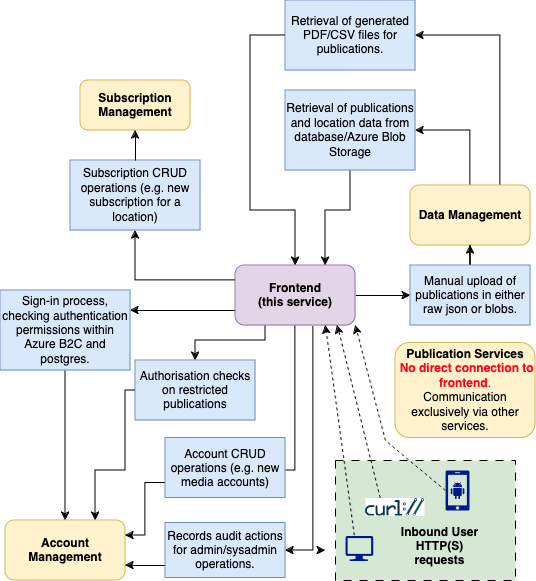 Retrieval of generated
PDF/CSV files for
publications.
Subscription
Management
Retrieval of publications
and location data from
database/Azure Blob
Storage
Subscription CRUD
operations (e.g. new
subscription for a
location)
Data Management
Frontend
(this service)
Manual upload of
publications in either
raw json or blobs.
Sign-in process,
checking authentication
permissions within
Azure B2C and
postgres.
Publication Services
No direct connection to
frontend.
Communication
exclusively via other
services.
Authorisation checks
on restricted
publications
Account CRUD
operations (e.g. new
media accounts)
curl://
Inbound User
HTTP(S)
requests
Account
Management
Records audit actions
for admin/sysadmin
operations.